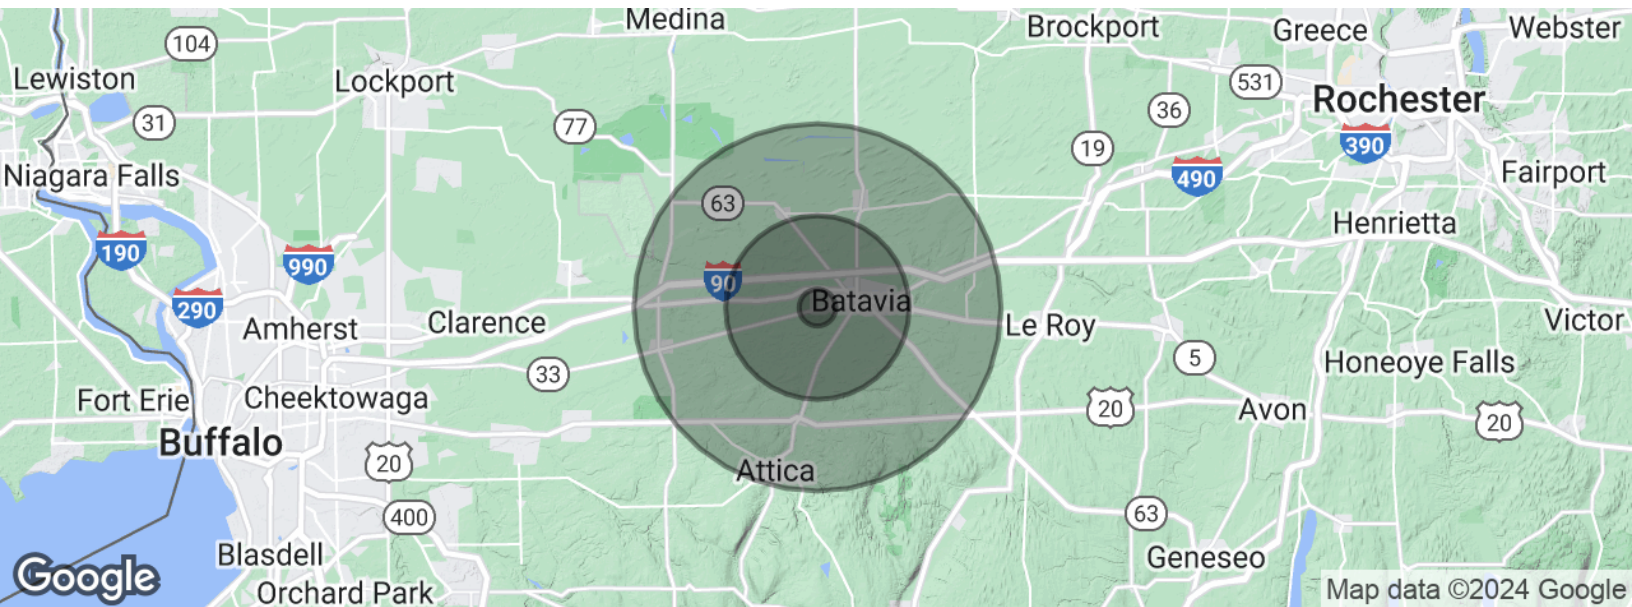 Medina
Brockport
Greece
Webster
104
Lewiston
Lockport
531
Rochester
36
31
77
390
19
Niagara Falls
490
Fairport
63
Henrietta
190
990
90
290
Batavia
Amherst
Clarence
Le Roy
Victor
5
Honeoye Falls
33
Fort Erie
Cheektowaga
20
Avon
20
Buffalo
20
Attica
400
63
Blasdell
Geneseo
Google
Orchard Park
Map data ©2024 Google